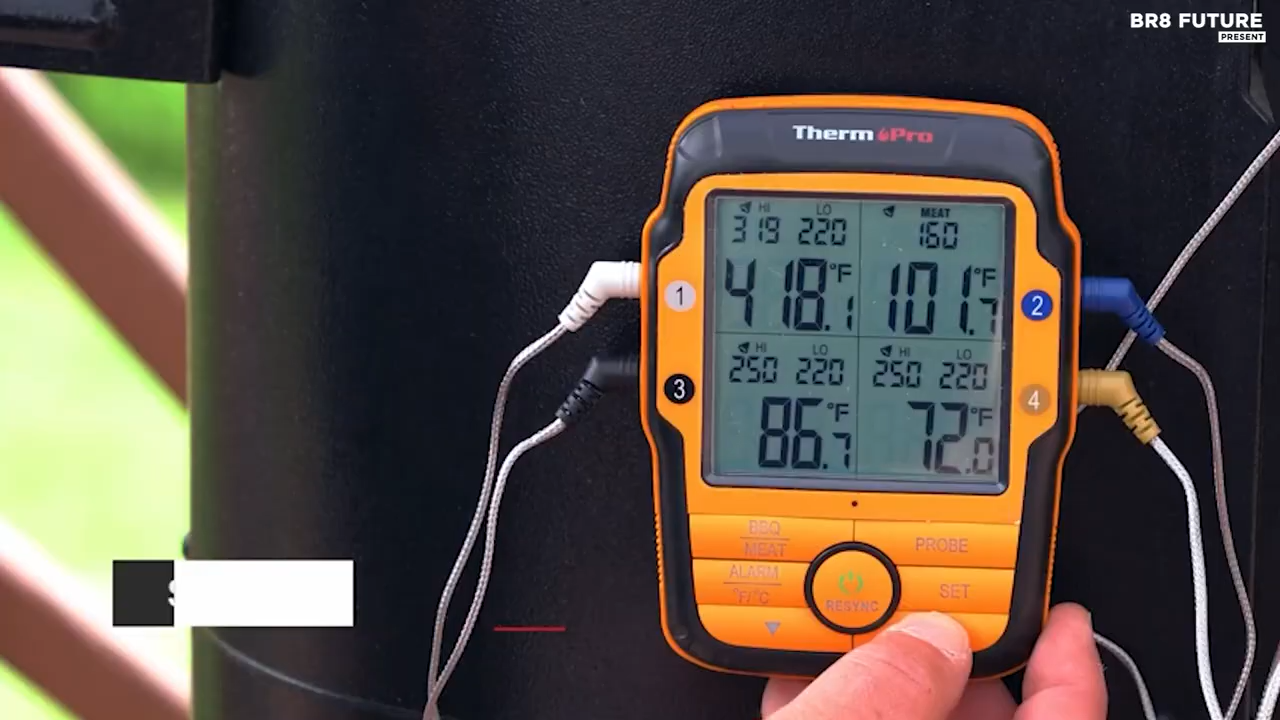 BR8 FUTURE
PRESENT
ThermPro
HI LO
319 220
418.1°F
MEAT
160
101.7°F
1
2
HI LO
250 220
86.7°F
HI LO
250 220
72.0°F
3
4
BBQ
MEAT
PROBE
ALARM
°F/°C
SET
RESYNC